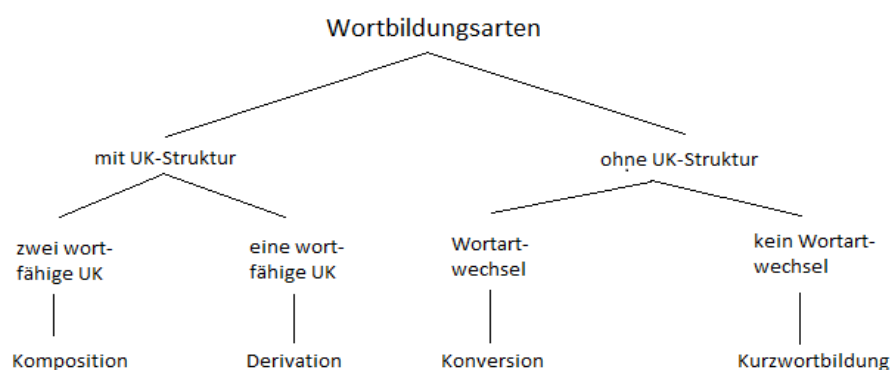 Wortbildungsarten
mit UK-Struktur
ohne UK-Struktur
zwei wort-
fähige UK
eine wort-
fähige UK
Wortart-
wechsel
kein Wortart-
wechsel
Komposition
Derivation
Konversion
Kurzwortbildung